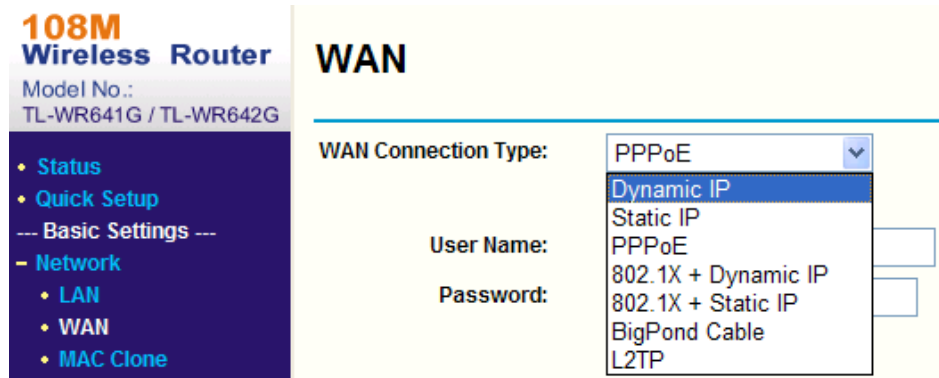 108M
Wireless Router
Model No.:
TL-WR641G / TL-WR642G
• Status
• Quick Setup
--- Basic Settings ---
– Network
• LAN
• WAN
• MAC Clone
WAN
WAN Connection Type:
PPPoE
Dynamic IP
Static IP
PPPoE
802.1X + Dynamic IP
802.1X + Static IP
BigPond Cable
L2TP
User Name:
Password: